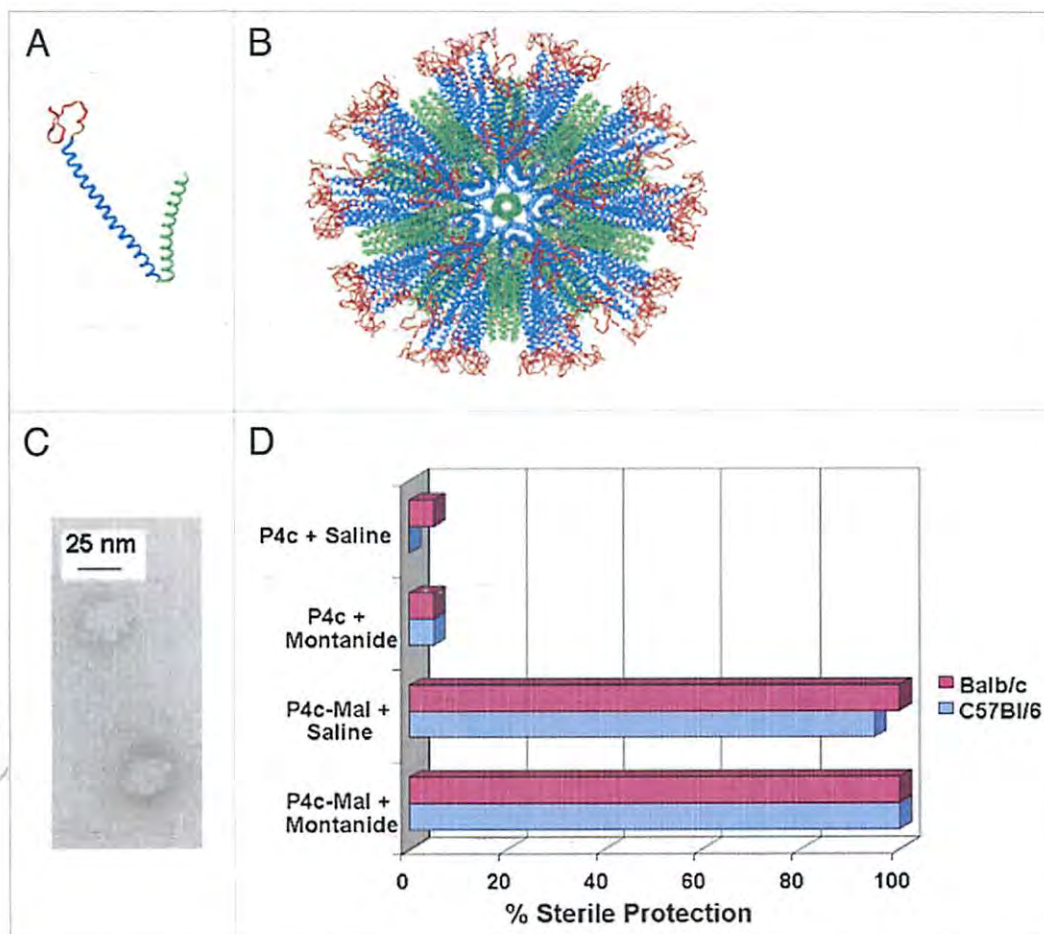 A
B
C
25 nm
D
P4c + Saline
P4c +
Montanide
P4c-Mal +
Saline
P4c-Mal +
Montanide
Balb/c
C57Bl/6
0 20 40 60 80 100
% Sterile Protection